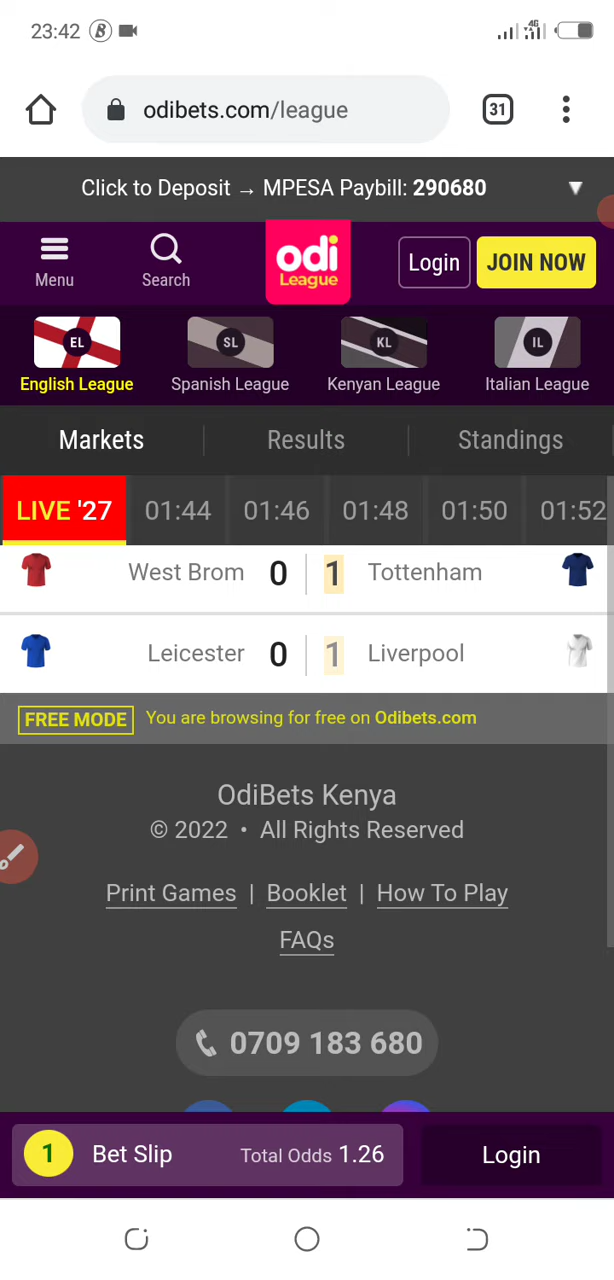 23:42
4G
odibets.com/league
31
Click to Deposit → MPESA Paybill: 290680 ▼
odi
League
Menu
Search
Login
JOIN NOW
EL
SL
KL
IL
English League
Spanish League
Kenyan League
Italian League
Markets
Results
Standings
LIVE '27
01:44
01:46
01:48
01:50
01:52
West Brom 0 | 1 Tottenham
Leicester 0 | 1 Liverpool
FREE MODE You are browsing for free on Odibets.com
OdiBets Kenya
© 2022 • All Rights Reserved
Print Games | Booklet | How To Play
FAQs
0709 183 680
1 Bet Slip Total Odds 1.26
Login